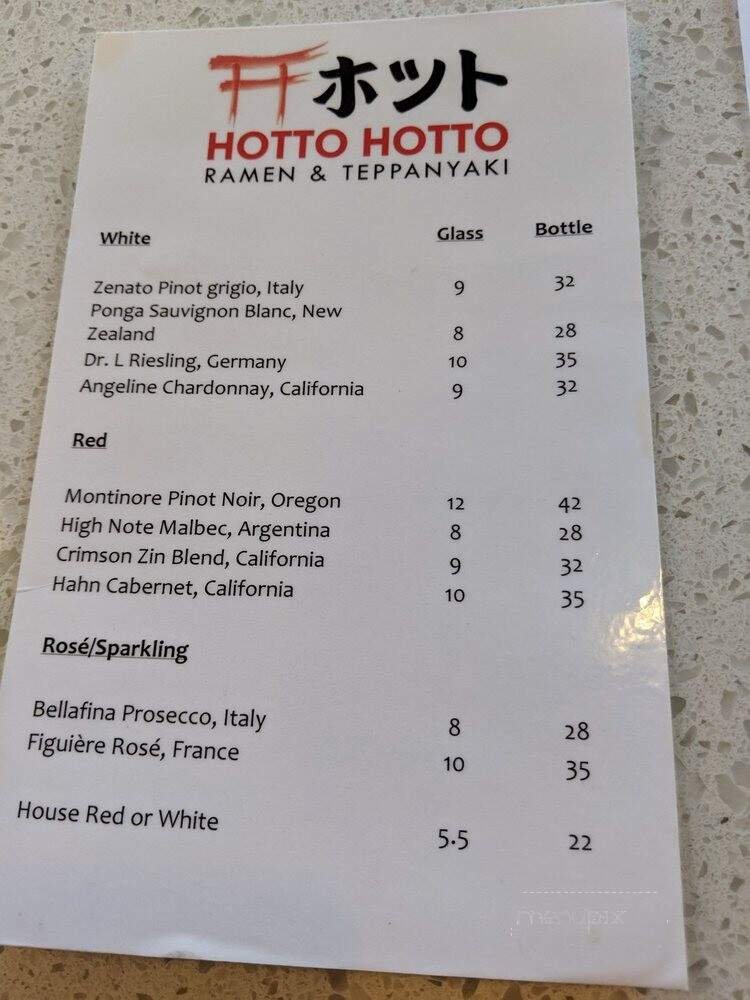 ホット
HOTTO HOTTO
RAMEN & TEPPANYAKI
White Glass Bottle
Zenato Pinot grigio, Italy 9 32
Ponga Sauvignon Blanc, New
Zealand 8 28
Dr. L Riesling, Germany 10 35
Angeline Chardonnay, California 9 32
Red
Montinore Pinot Noir, Oregon 12 42
High Note Malbec, Argentina 8 28
Crimson Zin Blend, California 9 32
Hahn Cabernet, California 10 35
Rosé/Sparkling
Bellafina Prosecco, Italy 8 28
Figuière Rosé, France 10 35
House Red or White 5.5 22
menupix